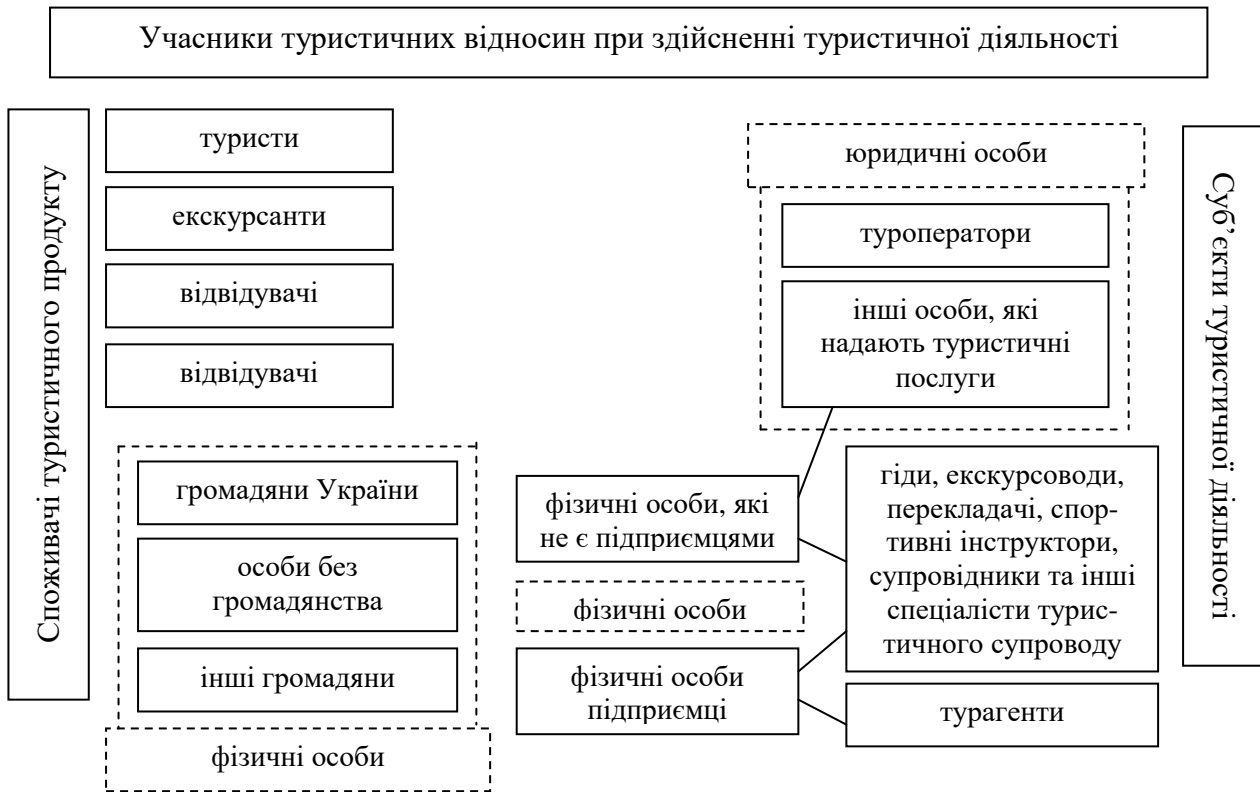 Учасники туристичних відносин при здійсненні туристичної діяльності
Споживачі туристичного продукту
туристи
екскурсанти
відвідувачі
відвідувачі
громадяни України
особи без
громадянства
інші громадяни
фізичні особи
фізичні особи, які
не є підприємцями
фізичні особи
фізичні особи
підприємці
юридичні особи
туроператори
інші особи, які
надають туристичні
послуги
гіди, екскурсоводи,
перекладачі, спор-
тивні інструктори,
супровідники та інші
спеціалісти турис-
тичного супроводу
турагенти
Суб’єкти туристичної діяльності